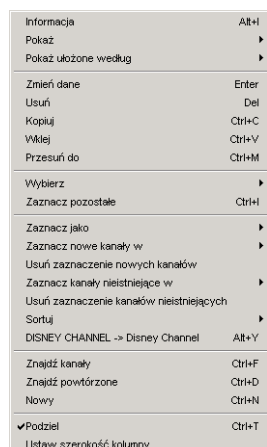 Informacja Alt+I
Pokaż
Pokaż ułożone według
Zmień dane Enter
Usuń Del
Kopiuj Ctrl+C
Wklej Ctrl+V
Przesuń do Ctrl+M
Wybierz
Zaznacz pozostałe Ctrl+I
Zaznacz jako
Zaznacz nowe kanały w
Usuń zaznaczenie nowych kanałów
Zaznacz kanały nieistniejące w
Usuń zaznaczenie kanałów nieistniejących
Sortuj
DISNEY CHANNEL -> Disney Channel Alt+Y
Znajdź kanały Ctrl+F
Znajdź powtórzone Ctrl+D
Nowy Ctrl+N
Podziel Ctrl+T
Ustaw szerokość kolumny